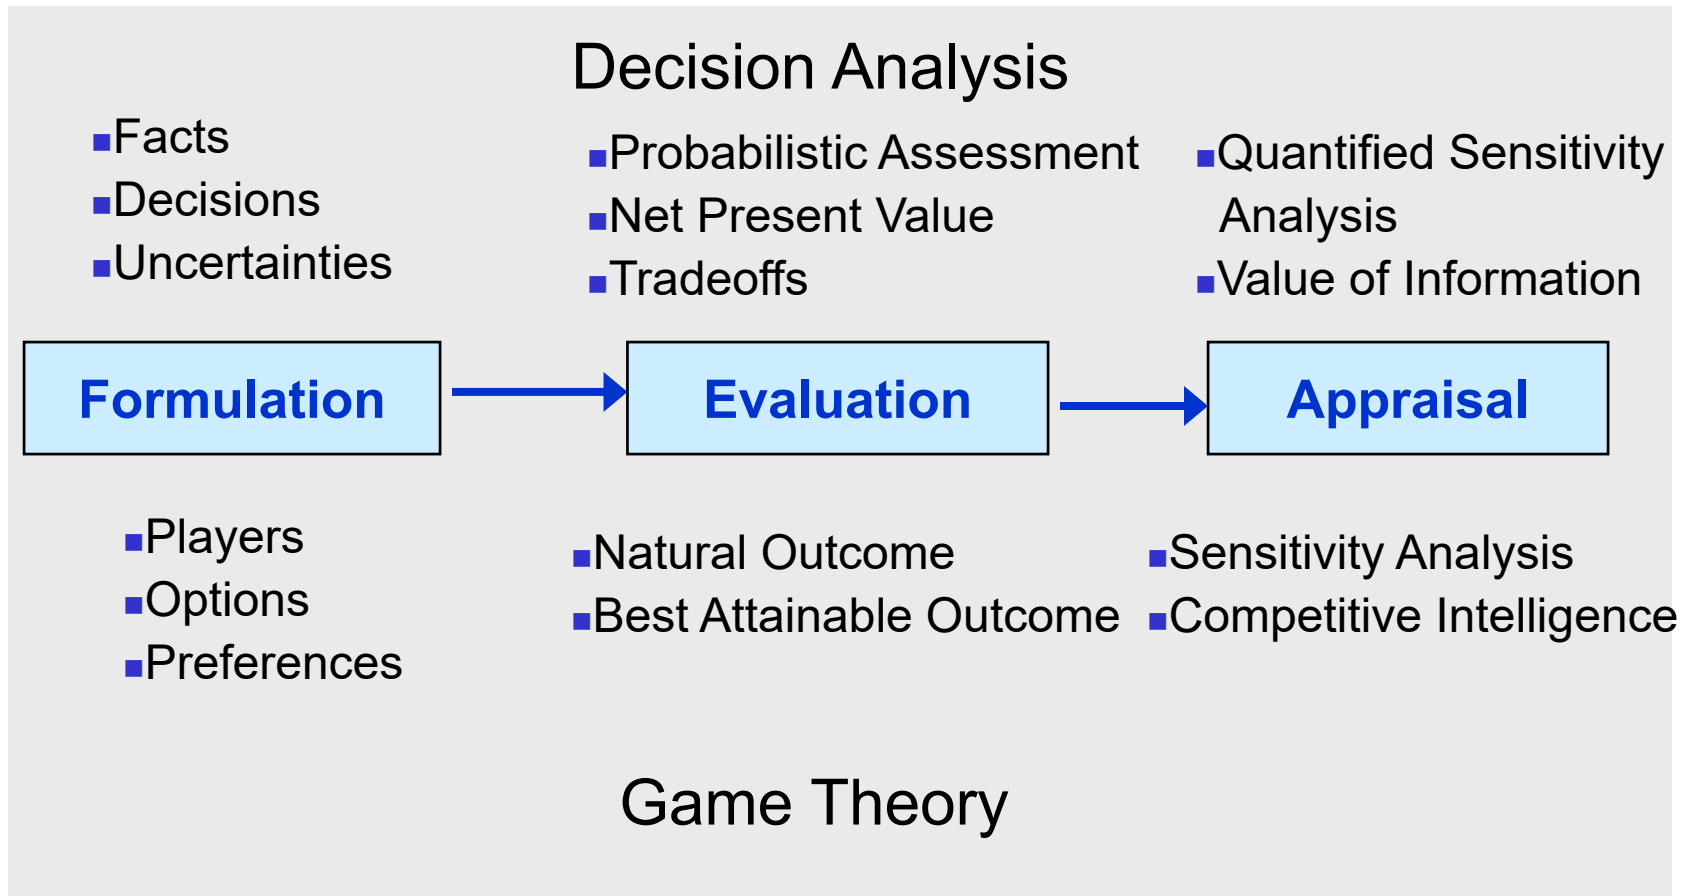 Decision Analysis
■Facts
■Decisions
■Uncertainties
■Probabilistic Assessment
■Net Present Value
■Tradeoffs
■Quantified Sensitivity
Analysis
■Value of Information
Formulation
Evaluation
Appraisal
■Players
■Options
■Preferences
■Natural Outcome
■Best Attainable Outcome
■Sensitivity Analysis
■Competitive Intelligence
Game Theory